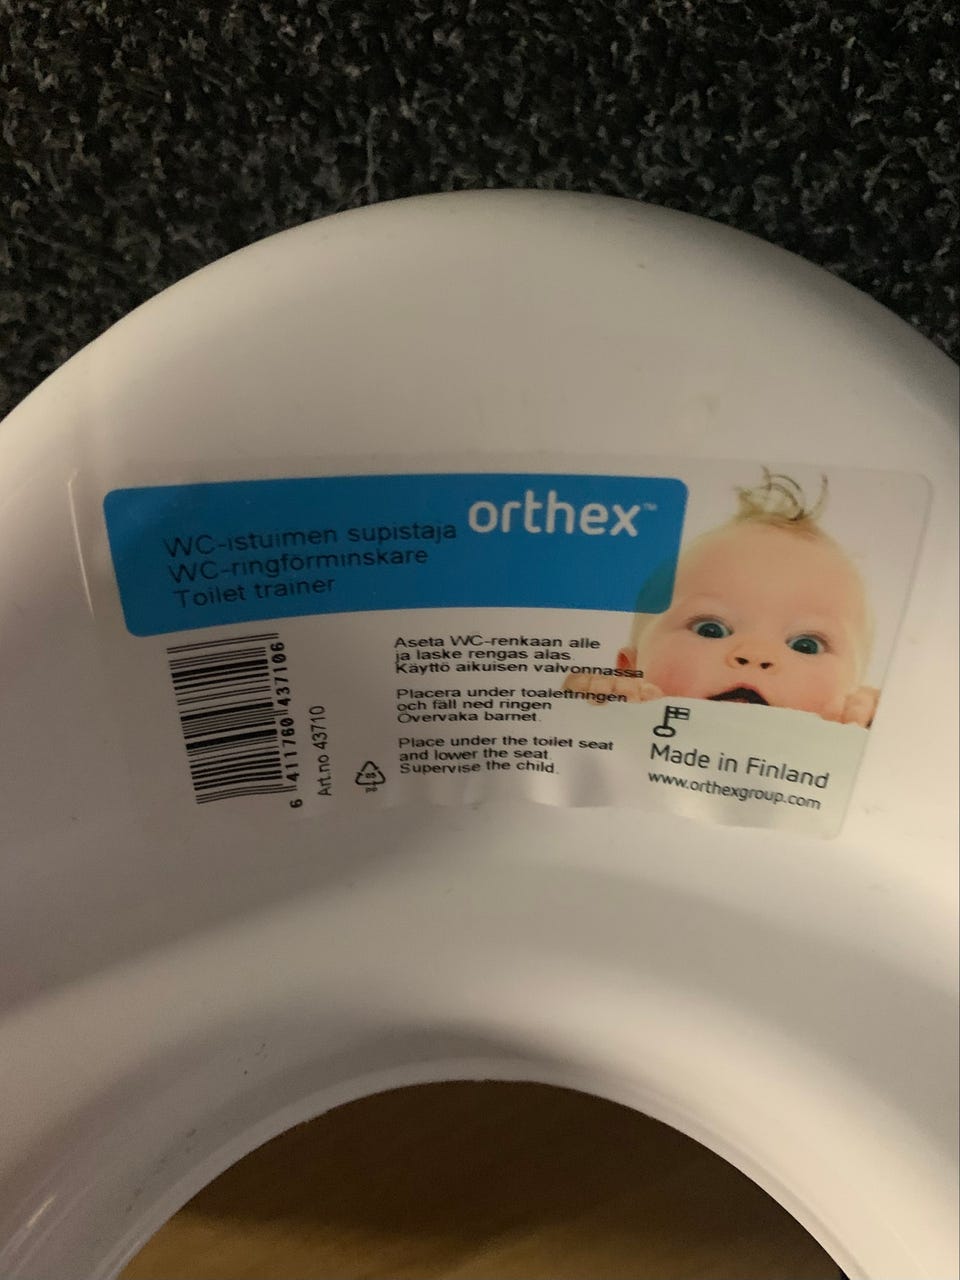 orthex™
WC-istuimen supistaja
WC-ringförminskare
Toilet trainer
Aseta WC-renkaan alle
ja laske rengas alas
Käyttö aikuisen valvonnassa
Placera under toalettringen
och fäll ned ringen
Övervaka barnet.
Place under the toilet seat
and lower the seat.
Supervise the child.
6 411760 437106
Art.no 43710
05
PP
Made in Finland
www.orthexgroup.com